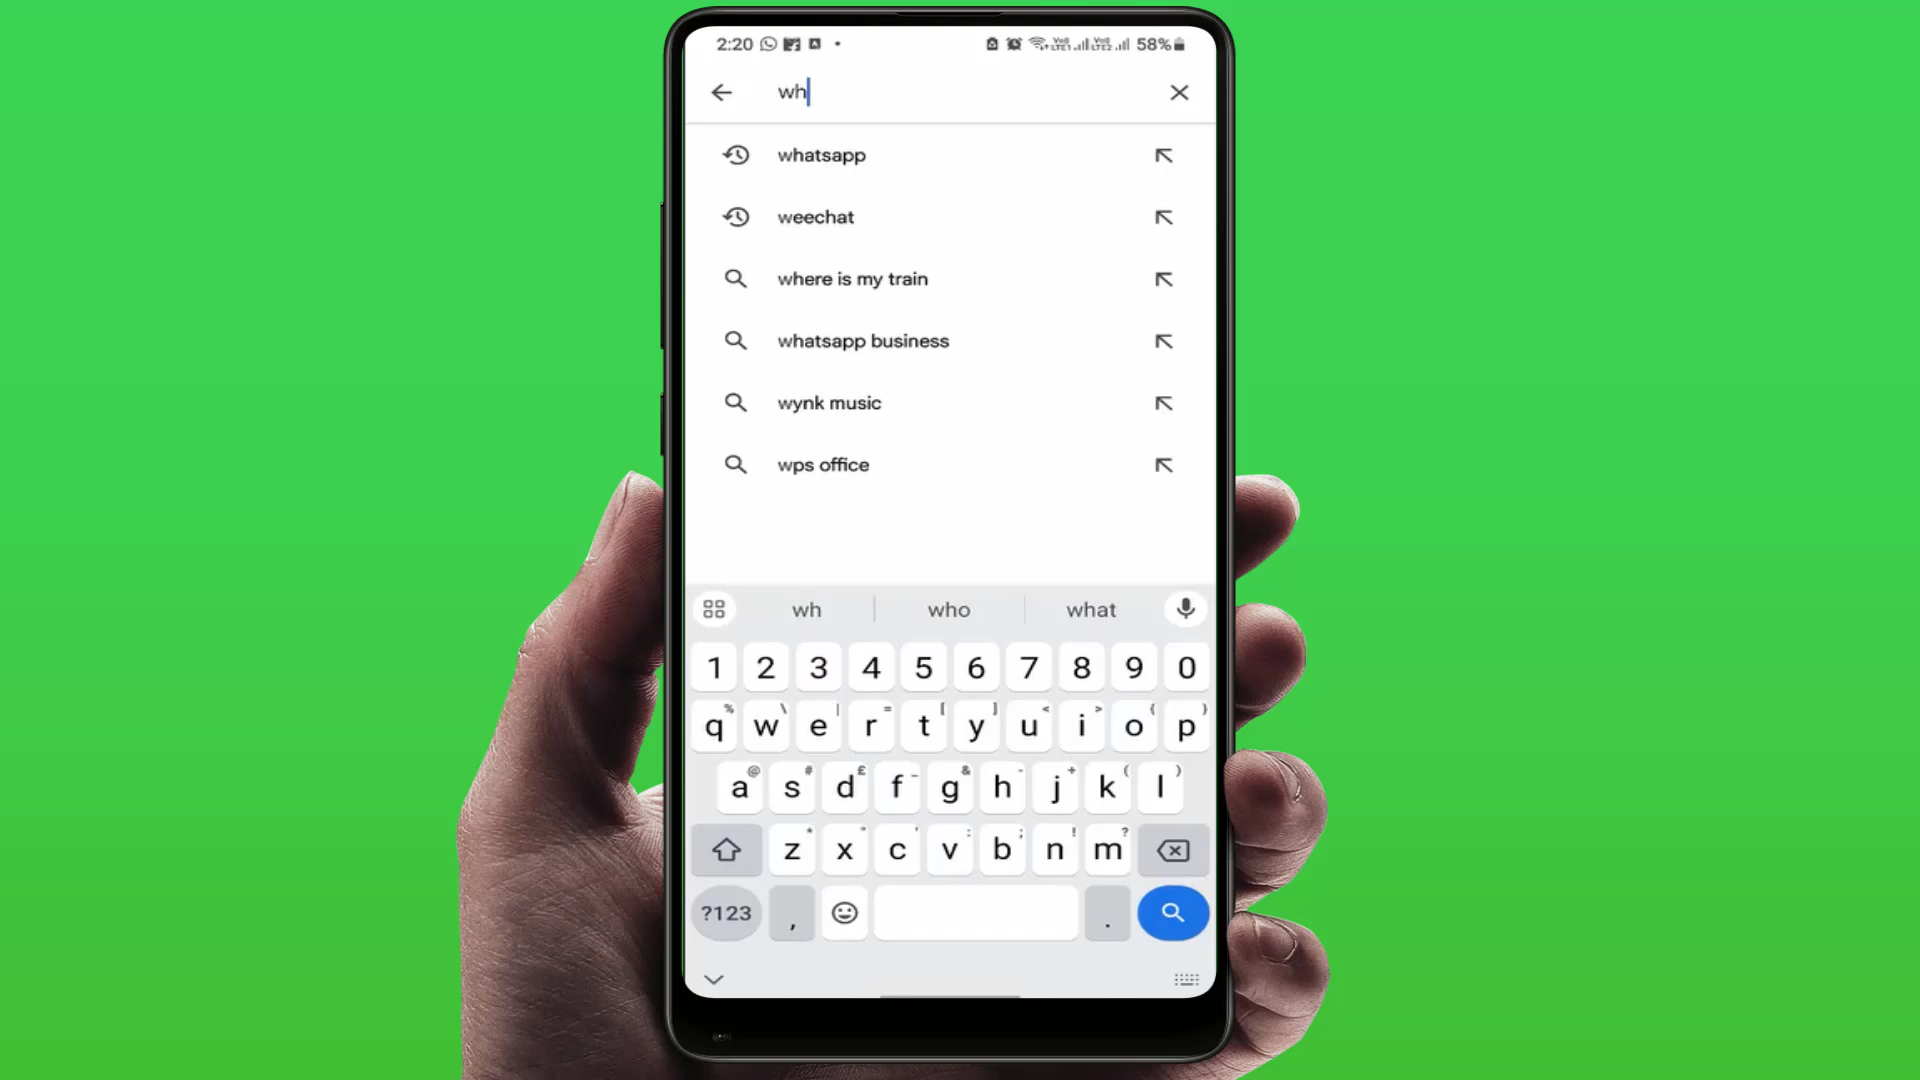 2:20 58%
wh
whatsapp
weechat
where is my train
whatsapp business
wynk music
wps office
wh who what
1 2 3 4 5 6 7 8 9 0
q w e r t y u i o p
a s d f g h j k l
z x c v b n m
?123 , .